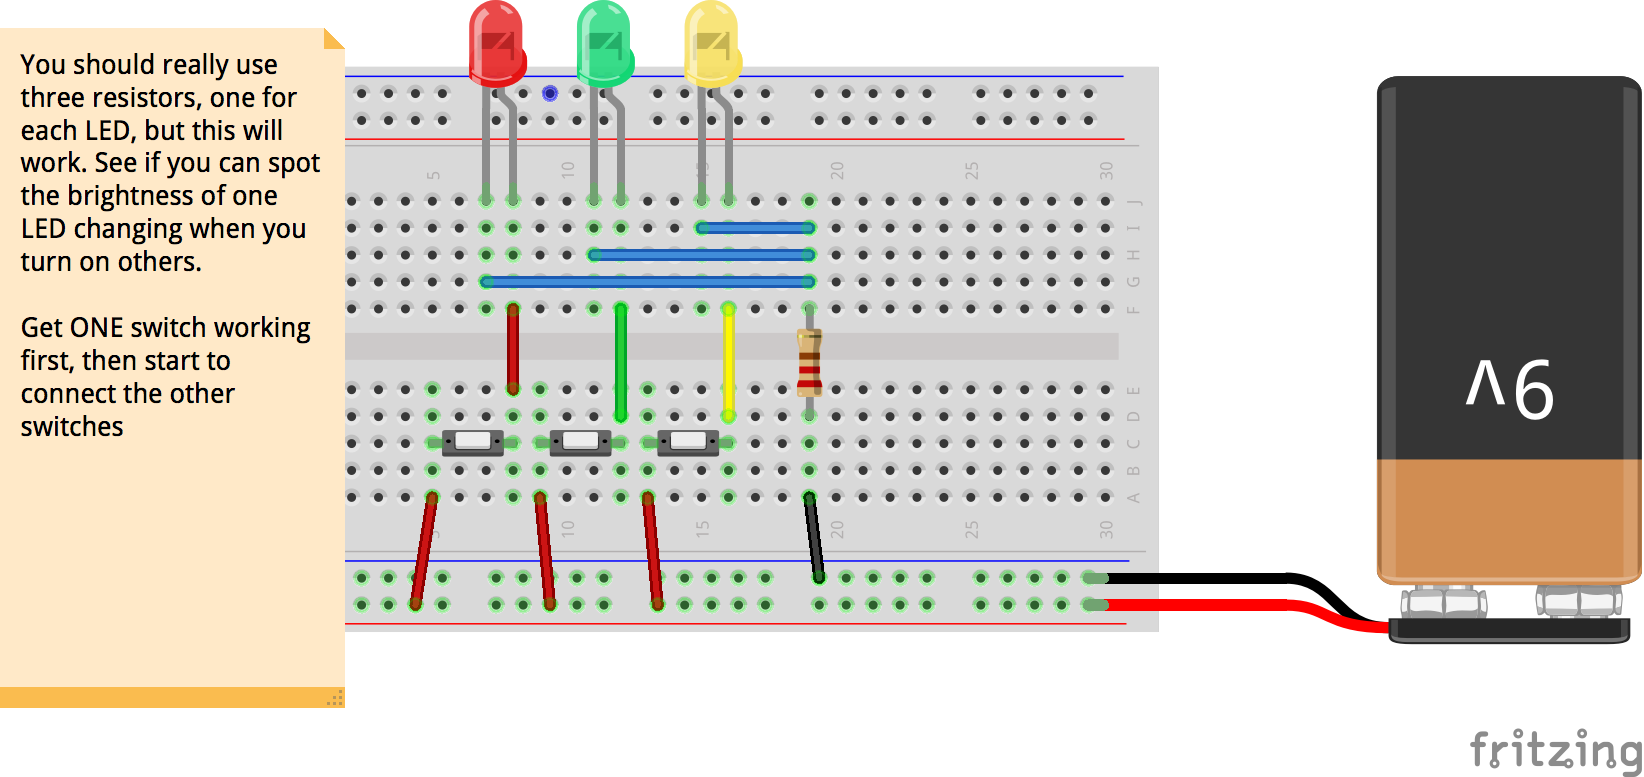 You should really use
three resistors, one for
each LED, but this will
work. See if you can spot
the brightness of one
LED changing when you
turn on others.
Get ONE switch working
first, then start to
connect the other
switches
5 10 15 20 25 30
J
I
H
G
F
E
D
C
B
A
5 10 15 20 25 30
9V
fritzing